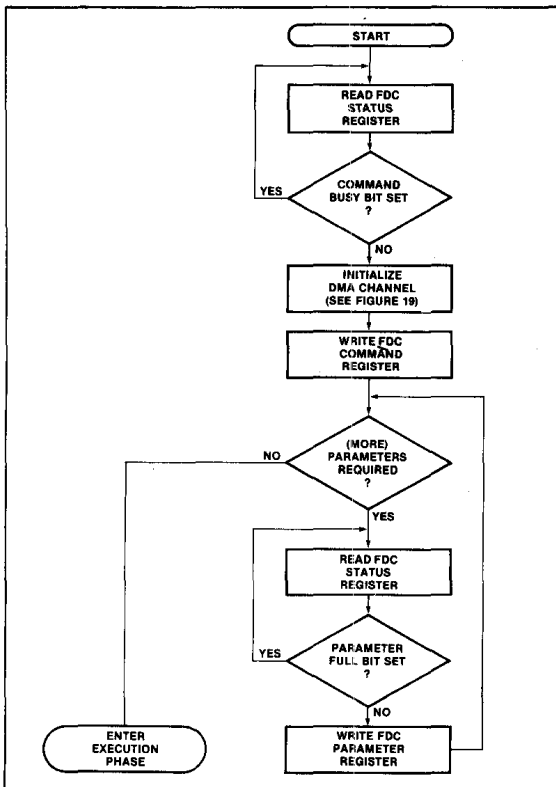 START
READ FDC
STATUS
REGISTER
COMMAND
BUSY BIT SET
?
YES
NO
INITIALIZE
DMA CHANNEL
(SEE FIGURE 19)
WRITE FDC
COMMAND
REGISTER
(MORE)
PARAMETERS
REQUIRED
?
NO
YES
READ FDC
STATUS
REGISTER
PARAMETER
FULL BIT SET
?
YES
NO
WRITE FDC
PARAMETER
REGISTER
ENTER
EXECUTION
PHASE